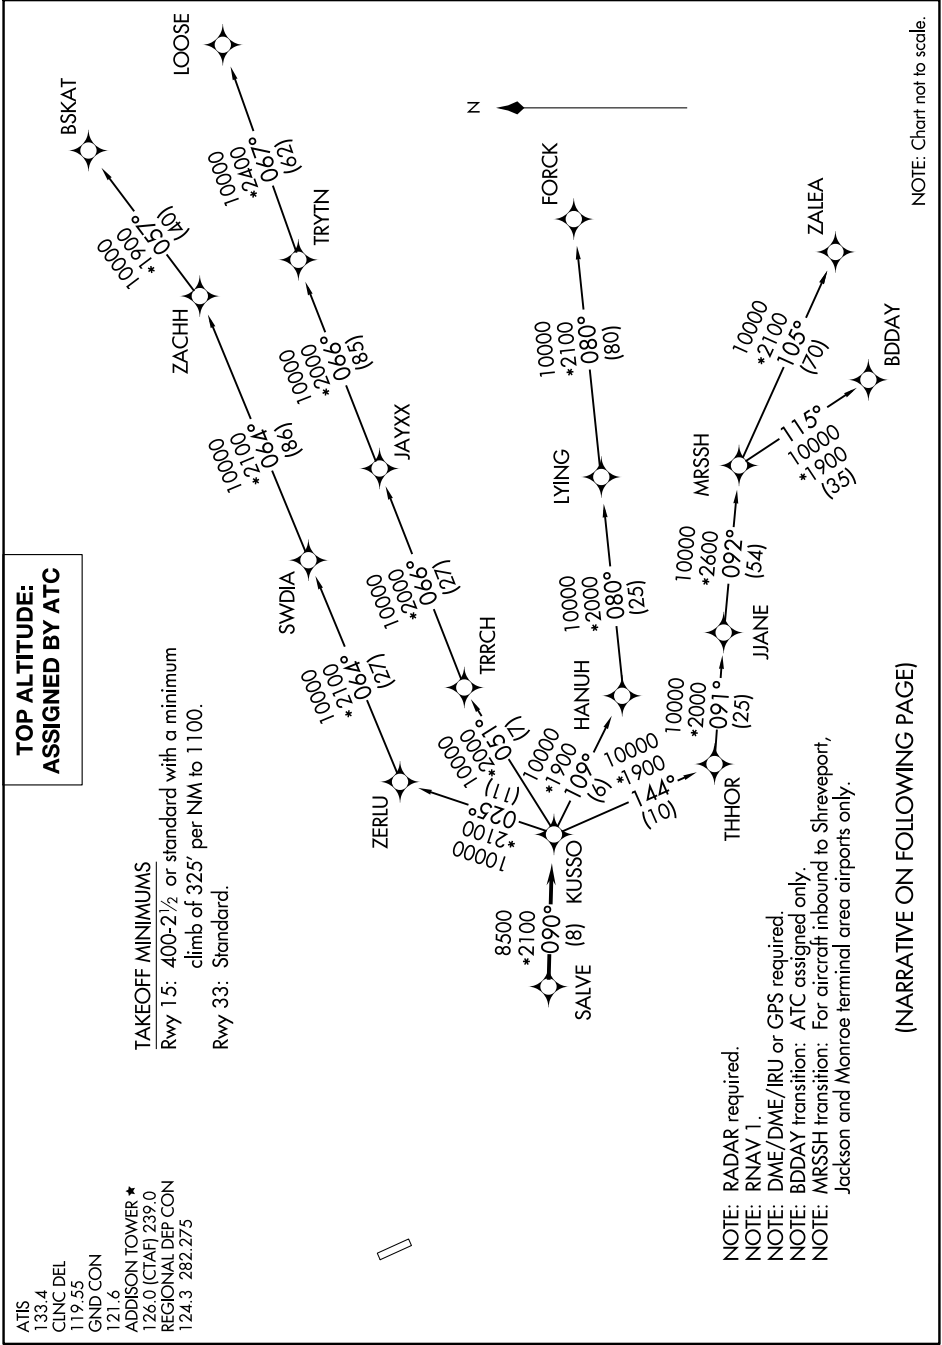 ATIS
133.4
CLNC DEL
119.55
GND CON
121.6
ADDISON TOWER ★
126.0 (CTAF) 239.0
REGIONAL DEP CON
124.3 282.275
TOP ALTITUDE:
ASSIGNED BY ATC
TAKEOFF MINIMUMS
Rwy 15: 400-2½ or standard with a minimum
climb of 325' per NM to 1100.
Rwy 33: Standard.
SALVE
8500
*2100
090°
(8)
KUSSO
10000
*2100
025°
(11)
ZERLU
10000
*2100
064°
(27)
SWDIA
10000
*2100
064°
(86)
ZACHH
10000
*1900
057°
(40)
BSKAT
10000
*2000
051°
(7)
TRRCH
10000
*2000
066°
(27)
JAYXX
10000
*2000
066°
(85)
TRYTN
10000
*2400
067°
(62)
LOOSE
10000
*1900
109°
(6)
HANUH
10000
*2000
080°
(25)
LYING
10000
*2100
080°
(80)
FORCK
10000
*1900
144°
(10)
THHOR
10000
*2000
091°
(25)
JJANE
10000
*2600
092°
(54)
MRSSH
10000
*2100
105°
(70)
ZALEA
115°
10000
*1900
(35)
BDDAY
N
NOTE: RADAR required.
NOTE: RNAV 1.
NOTE: DME/DME/IRU or GPS required.
NOTE: BDDAY transition: ATC assigned only.
NOTE: MRSSH transition: For aircraft inbound to Shreveport,
Jackson and Monroe terminal area airports only.
(NARRATIVE ON FOLLOWING PAGE)
NOTE: Chart not to scale.